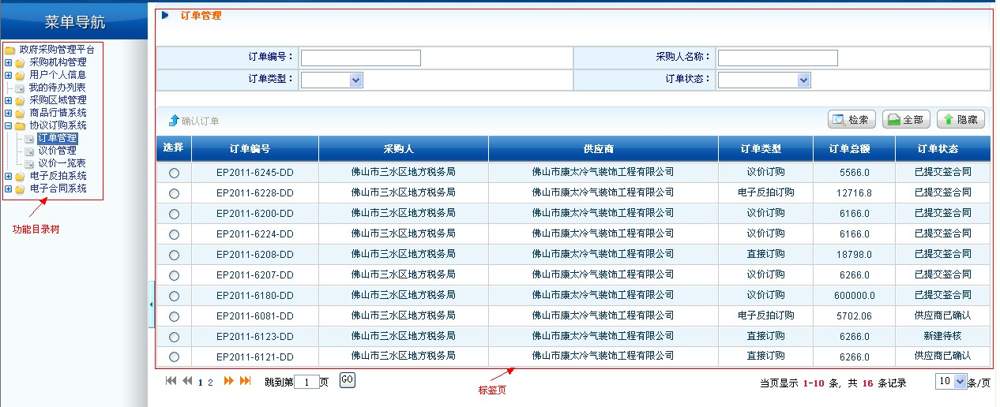 菜单导航
政府采购管理平台
采购机构管理
用户个人信息
我的待办列表
采购区域管理
商品行情系统
协议订购系统
订单管理
议价管理
议价一览表
电子反拍系统
电子合同系统
功能目录树
订单管理
订单编号： 采购人名称：
订单类型： 订单状态：
确认订单 检索 全部 隐藏
选择 订单编号 采购人 供应商 订单类型 订单总额 订单状态
EP2011-6245-DD 佛山市三水区地方税务局 佛山市康太冷气装饰工程有限公司 议价订购 5566.0 已提交签合同
EP2011-6228-DD 佛山市三水区地方税务局 佛山市康太冷气装饰工程有限公司 电子反拍订购 12716.8 已提交签合同
EP2011-6200-DD 佛山市三水区地方税务局 佛山市康太冷气装饰工程有限公司 议价订购 6166.0 已提交签合同
EP2011-6224-DD 佛山市三水区地方税务局 佛山市康太冷气装饰工程有限公司 议价订购 6166.0 已提交签合同
EP2011-6208-DD 佛山市三水区地方税务局 佛山市康太冷气装饰工程有限公司 直接订购 18798.0 已提交签合同
EP2011-6207-DD 佛山市三水区地方税务局 佛山市康太冷气装饰工程有限公司 议价订购 6266.0 已提交签合同
EP2011-6180-DD 佛山市三水区地方税务局 佛山市康太冷气装饰工程有限公司 议价订购 600000.0 已提交签合同
EP2011-6081-DD 佛山市三水区地方税务局 佛山市康太冷气装饰工程有限公司 电子反拍订购 5702.06 供应商已确认
EP2011-6123-DD 佛山市三水区地方税务局 佛山市康太冷气装饰工程有限公司 直接订购 6266.0 新建待核
EP2011-6121-DD 佛山市三水区地方税务局 佛山市康太冷气装饰工程有限公司 直接订购 6266.0 供应商已确认
1 2 跳到第 1 页 GO 当页显示 1-10 条，共 16 条记录 10 条/页
标签页